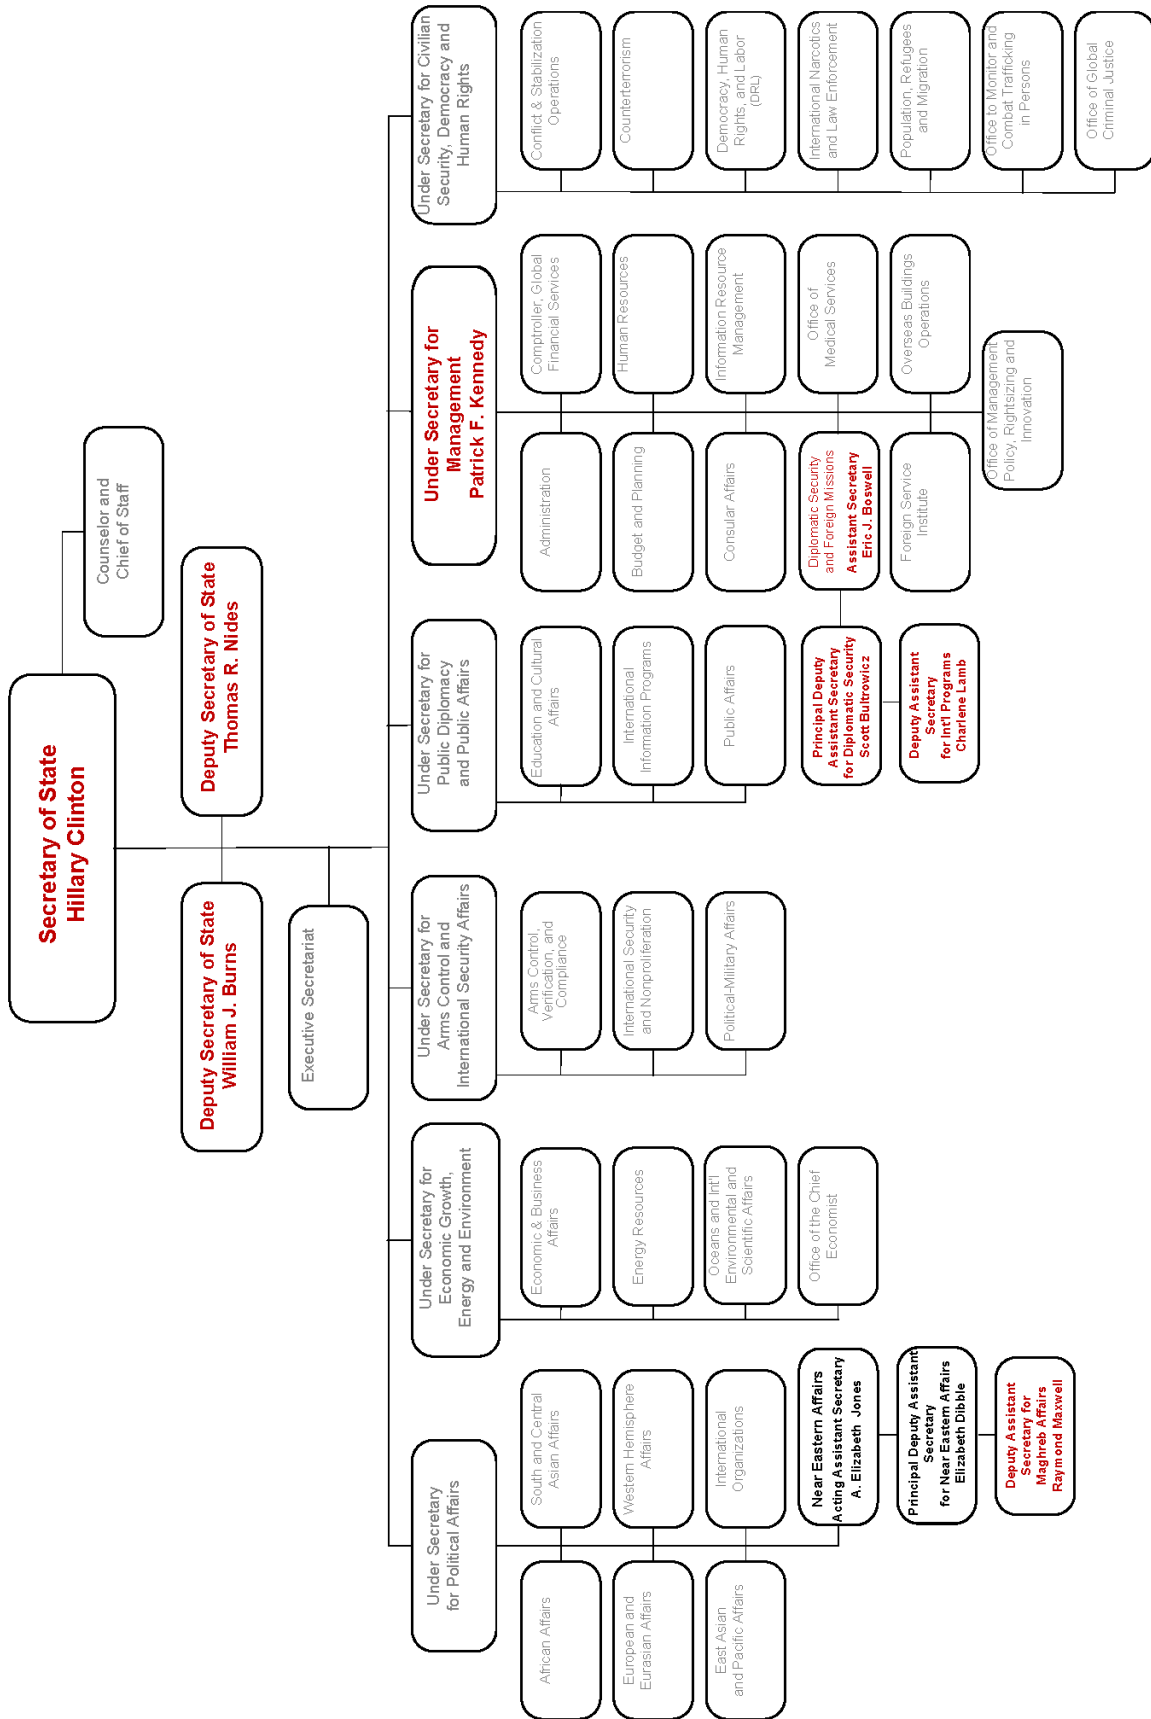 Secretary of State
Hillary Clinton
Counselor and
Chief of Staff
Deputy Secretary of State
William J. Burns
Deputy Secretary of State
Thomas R. Nides
Executive Secretariat
Under Secretary
for Political Affairs
Under Secretary for
Economic Growth,
Energy and Environment
Under Secretary for
Arms Control and
International Security Affairs
Under Secretary for
Public Diplomacy
and Public Affairs
Under Secretary for
Management
Patrick F. Kennedy
Under Secretary for Civilian
Security, Democracy and
Human Rights
African Affairs
South and Central
Asian Affairs
European and
Eurasian Affairs
Western Hemisphere
Affairs
East Asian
and Pacific Affairs
International
Organizations
Near Eastern Affairs
Acting Assistant Secretary
A. Elizabeth Jones
Principal Deputy Assistant
Secretary
for Near Eastern Affairs
Elizabeth Dibble
Deputy Assistant
Secretary for
Maghreb Affairs
Raymond Maxwell
Economic & Business
Affairs
Energy Resources
Oceans and Int'l
Environmental and
Scientific Affairs
Office of the Chief
Economist
Arms Control,
Verification, and
Compliance
International Security
and Nonproliferation
Political-Military Affairs
Education and Cultural
Affairs
International
Information Programs
Public Affairs
Principal Deputy
Assistant Secretary
for Diplomatic Security
Scott Bultrowicz
Deputy Assistant
Secretary
for Int'l Programs
Charlene Lamb
Administration
Comptroller, Global
Financial Services
Budget and Planning
Human Resources
Consular Affairs
Information Resource
Management
Diplomatic Security
and Foreign Missions
Assistant Secretary
Eric J. Boswell
Office of
Medical Services
Foreign Service
Institute
Overseas Buildings
Operations
Office of Management
Policy, Rightsizing and
Innovation
Conflict & Stabilization
Operations
Counterterrorism
Democracy, Human
Rights, and Labor
(DRL)
International Narcotics
and Law Enforcement
Population, Refugees
and Migration
Office to Monitor and
Combat Trafficking
in Persons
Office of Global
Criminal Justice